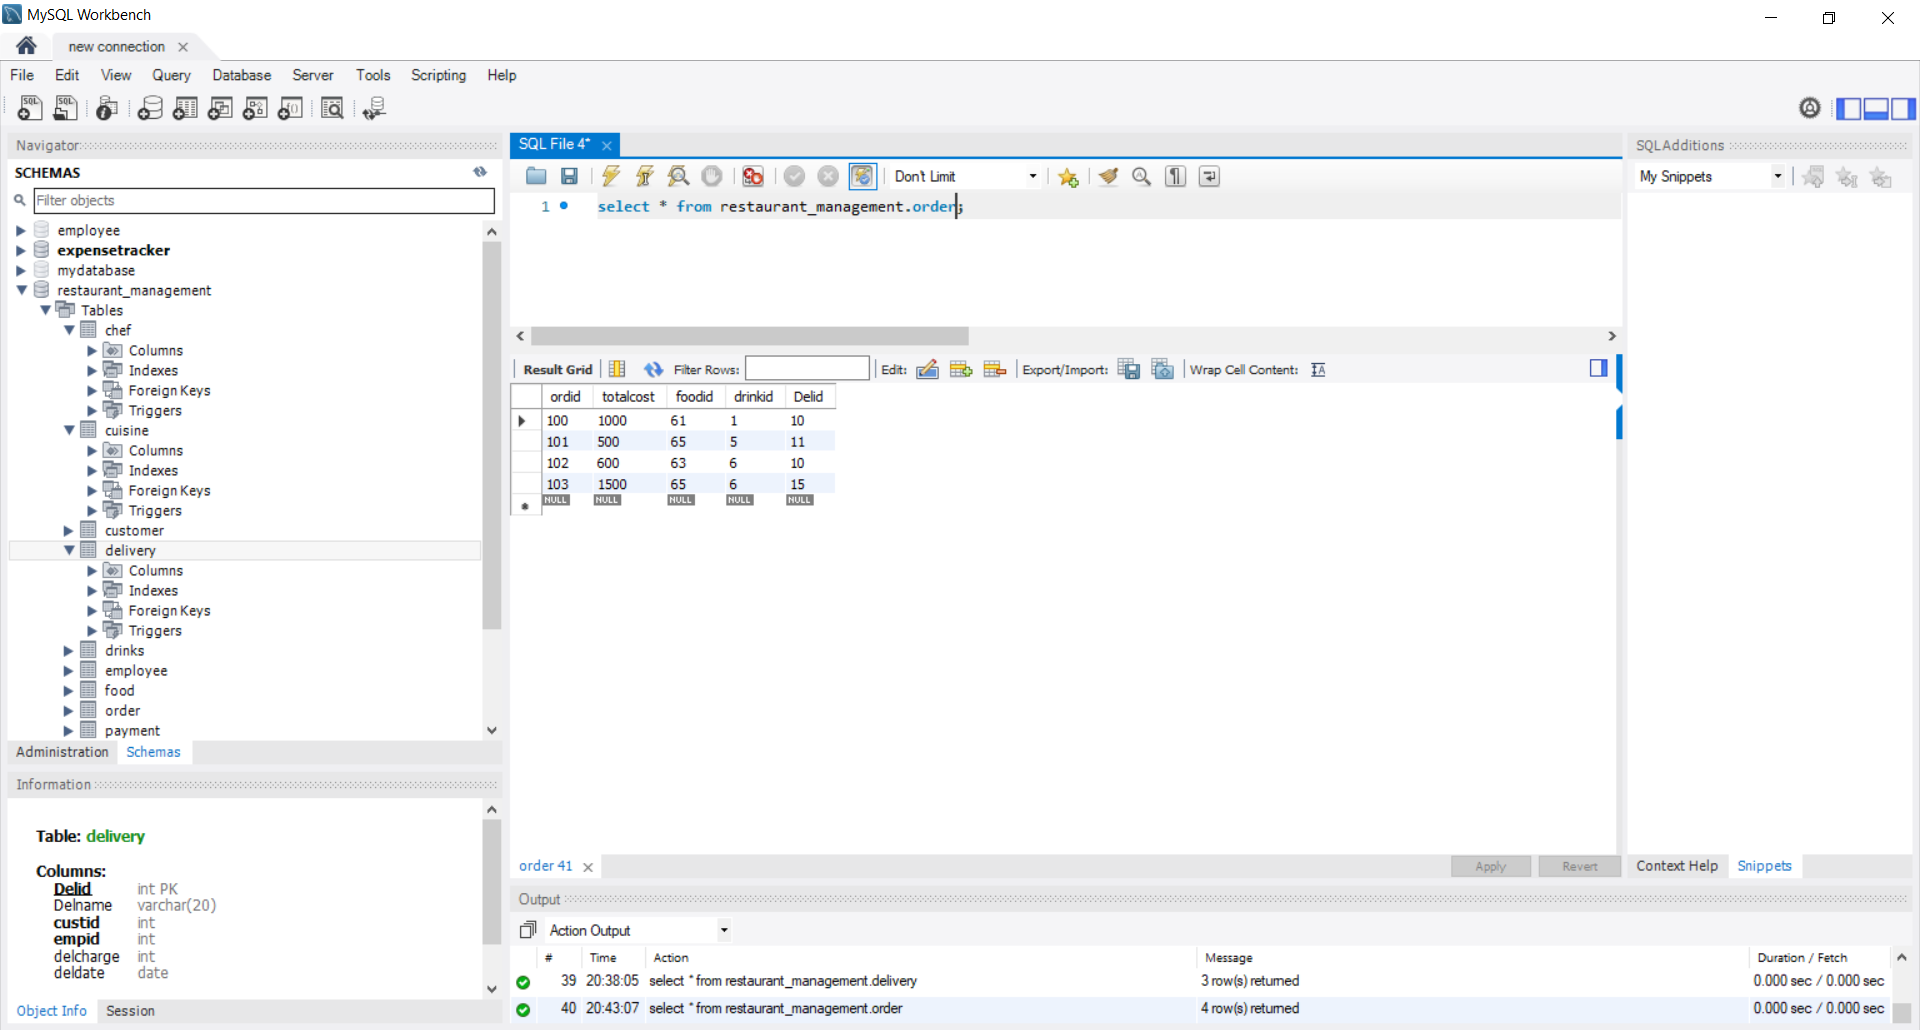 MySQL Workbench
new connection
File Edit View Query Database Server Tools Scripting Help
Navigator
SCHEMAS
Filter objects
employee
expensetracker
mydatabase
restaurant_management
Tables
chef
Columns
Indexes
Foreign Keys
Triggers
cuisine
Columns
Indexes
Foreign Keys
Triggers
customer
delivery
Columns
Indexes
Foreign Keys
Triggers
drinks
employee
food
order
payment
Administration Schemas
Information
Table: delivery
Columns:
Delid int PK
Delname varchar(20)
custid int
empid int
delcharge int
deldate date
Object Info Session
SQL File 4*
Don't Limit
1 select * from restaurant_management.order;
Result Grid Filter Rows: Edit: Export/Import: Wrap Cell Content:
ordid totalcost foodid drinkid Delid
100 1000 61 1 10
101 500 65 5 11
102 600 63 6 10
103 1500 65 6 15
NULL NULL NULL NULL NULL
order 41 Apply Revert
Output
Action Output
# Time Action Message Duration / Fetch
39 20:38:05 select * from restaurant_management.delivery 3 row(s) returned 0.000 sec / 0.000 sec
40 20:43:07 select * from restaurant_management.order 4 row(s) returned 0.000 sec / 0.000 sec
SQLAdditions
My Snippets
Context Help Snippets